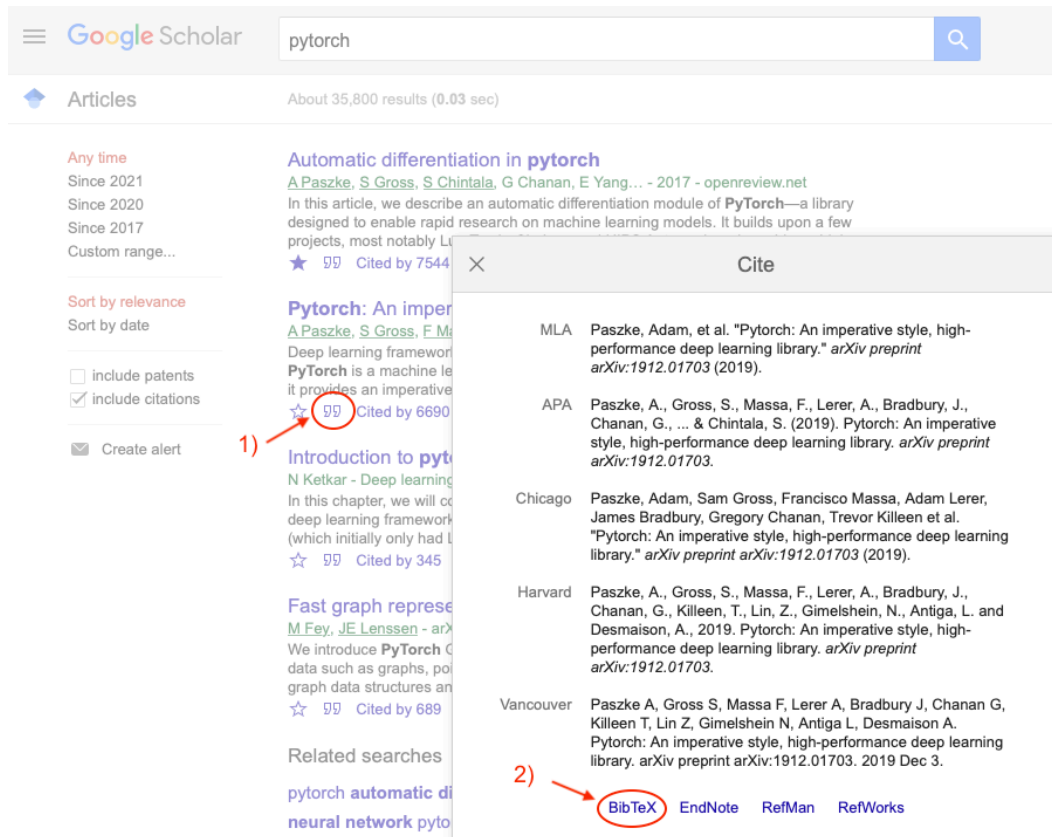 Google Scholar
pytorch
Articles
About 35,800 results (0.03 sec)
Any time
Since 2021
Since 2020
Since 2017
Custom range...
Sort by relevance
Sort by date
include patents
include citations
Create alert
Automatic differentiation in pytorch
A Paszke, S Gross, S Chintala, G Chanan, E Yang... - 2017 - openreview.net
In this article, we describe an automatic differentiation module of PyTorch—a library
designed to enable rapid research on machine learning models. It builds upon a few
projects, most notably
Cited by 7544
Pytorch: An imper
A Paszke, S Gross, F
Deep learning
PyTorch is a machine le
it provides an imperative
Cited by 6690
1)
Introduction to pyt
N Ketkar - Deep learning
In this chapter, we will
deep learning framework
(which initially only had
Cited by 345
Fast graph represe
M Fey, JE Lenssen - arX
We introduce PyTorch
data such as graphs, poi
graph data structures an
Cited by 689
Related searches
pytorch automatic di
neural network pyto
Cite
MLA Paszke, Adam, et al. "Pytorch: An imperative style, high-
performance deep learning library." arXiv preprint
arXiv:1912.01703 (2019).
APA Paszke, A., Gross, S., Massa, F., Lerer, A., Bradbury, J.,
Chanan, G., ... & Chintala, S. (2019). Pytorch: An imperative
style, high-performance deep learning library. arXiv preprint
arXiv:1912.01703.
Chicago Paszke, Adam, Sam Gross, Francisco Massa, Adam Lerer,
James Bradbury, Gregory Chanan, Trevor Killeen et al.
"Pytorch: An imperative style, high-performance deep learning
library." arXiv preprint arXiv:1912.01703 (2019).
Harvard Paszke, A., Gross, S., Massa, F., Lerer, A., Bradbury, J.,
Chanan, G., Killeen, T., Lin, Z., Gimelshein, N., Antiga, L. and
Desmaison, A., 2019. Pytorch: An imperative style, high-
performance deep learning library. arXiv preprint
arXiv:1912.01703.
Vancouver Paszke A, Gross S, Massa F, Lerer A, Bradbury J, Chanan G,
Killeen T, Lin Z, Gimelshein N, Antiga L, Desmaison A.
Pytorch: An imperative style, high-performance deep learning
library. arXiv preprint arXiv:1912.01703. 2019 Dec 3.
2)
BibTeX EndNote RefMan RefWorks